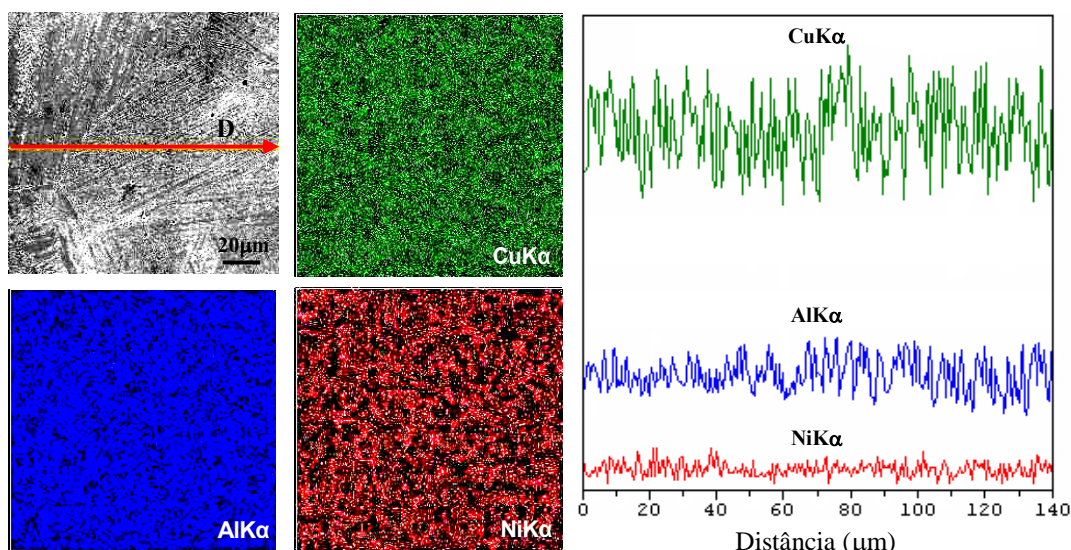 D
20µm
CuKα
AlKα
NiKα
CuKα
AlKα
NiKα
0 20 40 60 80 100 120 140
Distância (µm)